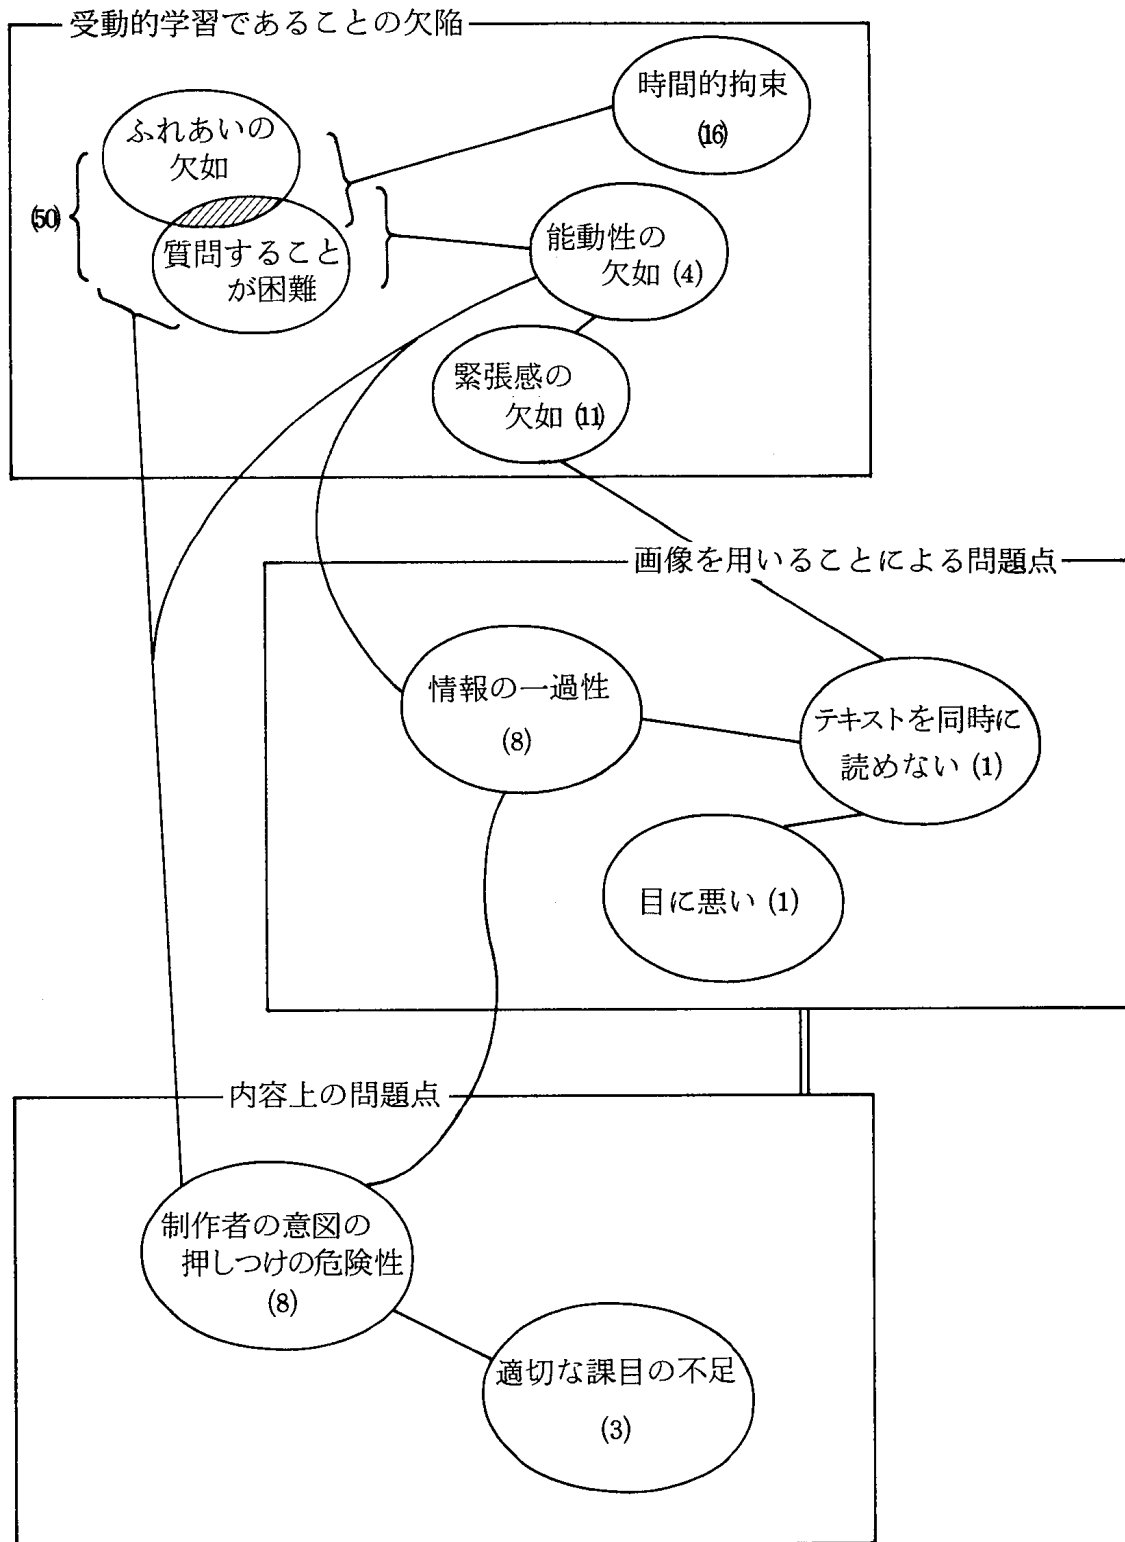 受動的学習であることの欠陥
時間的拘束
(16)
ふれあいの
欠如
(50)
質問すること
が困難
能動性の
欠如 (4)
緊張感の
欠如 (11)
画像を用いることによる問題点
情報の一過性
(8)
テキストを同時に
読めない (1)
目に悪い (1)
内容上の問題点
制作者の意図の
押しつけの危険性
(8)
適切な課目の不足
(3)